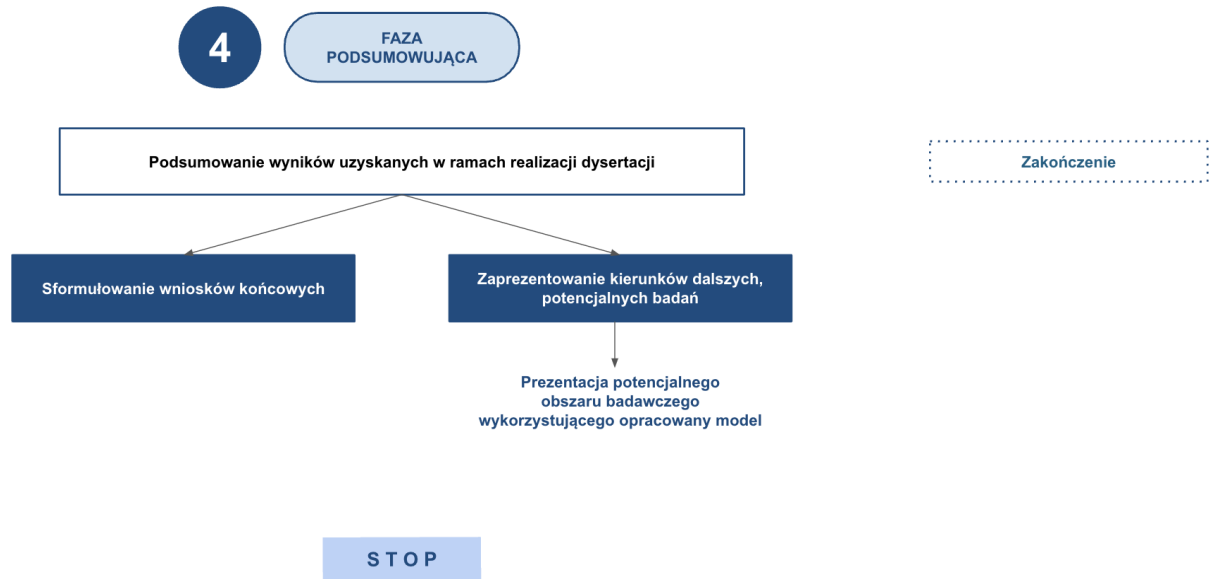 4
FAZA
PODSUMOWUJĄCA
Podsumowanie wyników uzyskanych w ramach realizacji dysertacji
Zakończenie
Sformułowanie wniosków końcowych
Zaprezentowanie kierunków dalszych,
potencjalnych badań
Prezentacja potencjalnego
obszaru badawczego
wykorzystującego opracowany model
S T O P